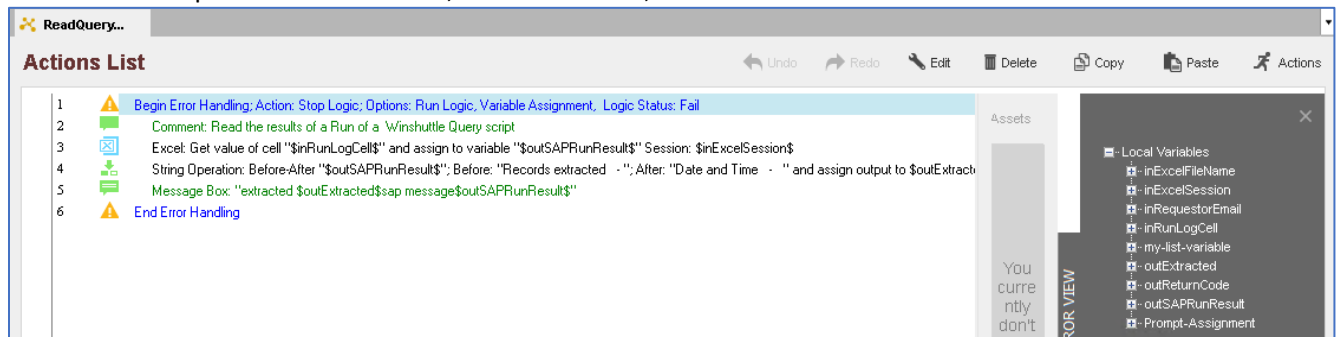 ReadQuery...
Actions List
Undo
Redo
Edit
Delete
Copy
Paste
Actions
1 Begin Error Handling; Action: Stop Logic; Options: Run Logic, Variable Assignment, Logic Status: Fail
2 Comment: Read the results of a Run of a Winshuttle Query script
3 Excel: Get value of cell "$inRunLogCell$" and assign to variable "$outSAPRunResult$" Session: $inExcelSession$
4 String Operation: Before-After "$outSAPRunResult$"; Before: "Records extracted - "; After: "Date and Time - " and assign output to $outExtract
5 Message Box: "extracted $outExtracted$sap message$outSAPRunResult$"
6 End Error Handling
Assets
You
curre
ntly
don't
Local Variables
inExcelFileName
inExcelSession
inRequestorEmail
inRunLogCell
my-list-variable
outExtracted
outReturnCode
outSAPRunResult
Prompt-Assignment
VIEW